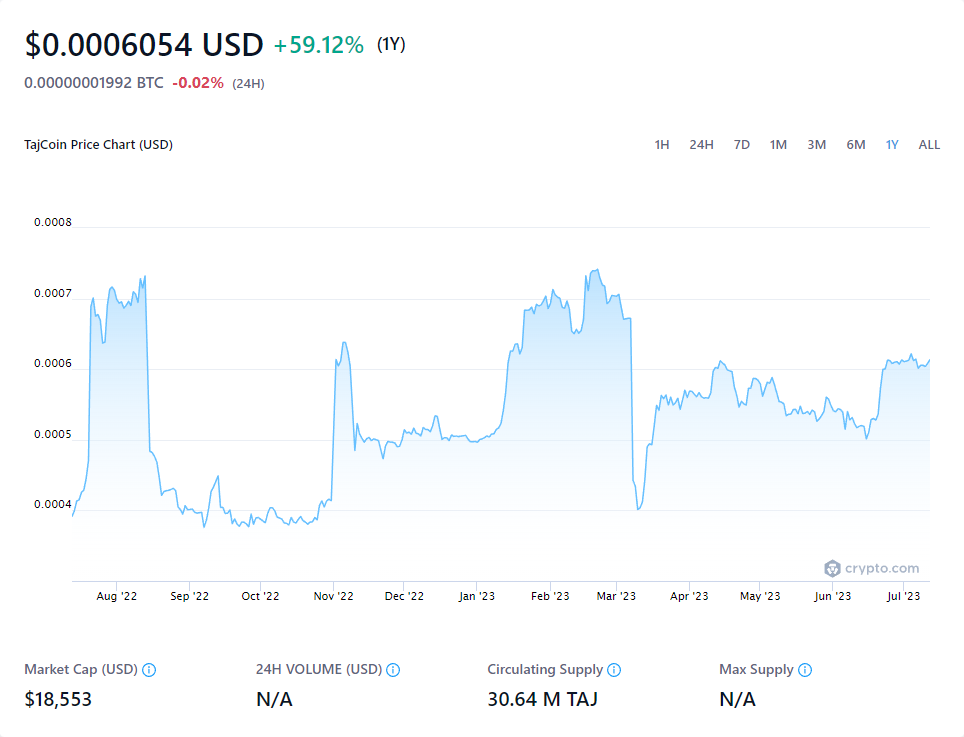 $0.0006054 USD +59.12% (1Y)
0.00000001992 BTC -0.02% (24H)
TajCoin Price Chart (USD) 1H 24H 7D 1M 3M 6M 1Y ALL
0.0008
0.0007
0.0006
0.0005
0.0004
crypto.com
Aug '22 Sep '22 Oct '22 Nov '22 Dec '22 Jan '23 Feb '23 Mar '23 Apr '23 May '23 Jun '23 Jul '23
Market Cap (USD) 24H VOLUME (USD) Circulating Supply Max Supply
$18,553 N/A 30.64 M TAJ N/A